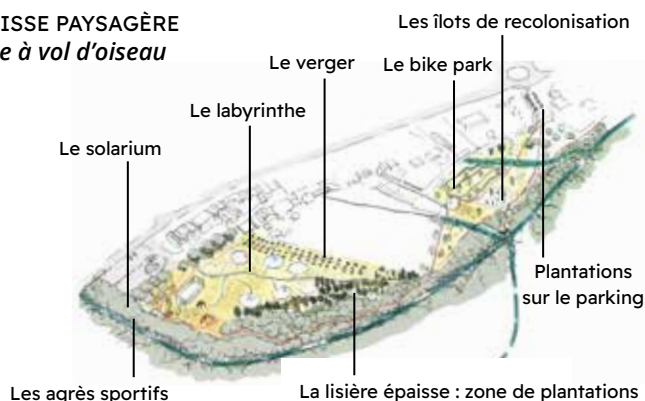 ISSE PAYSAGÈRE
e à vol d’oiseau
Les îlots de recolonisation
Le verger
Le bike park
Le labyrinthe
Le solarium
Plantations
sur le parking
Les agrès sportifs
La lisière épaisse : zone de plantations